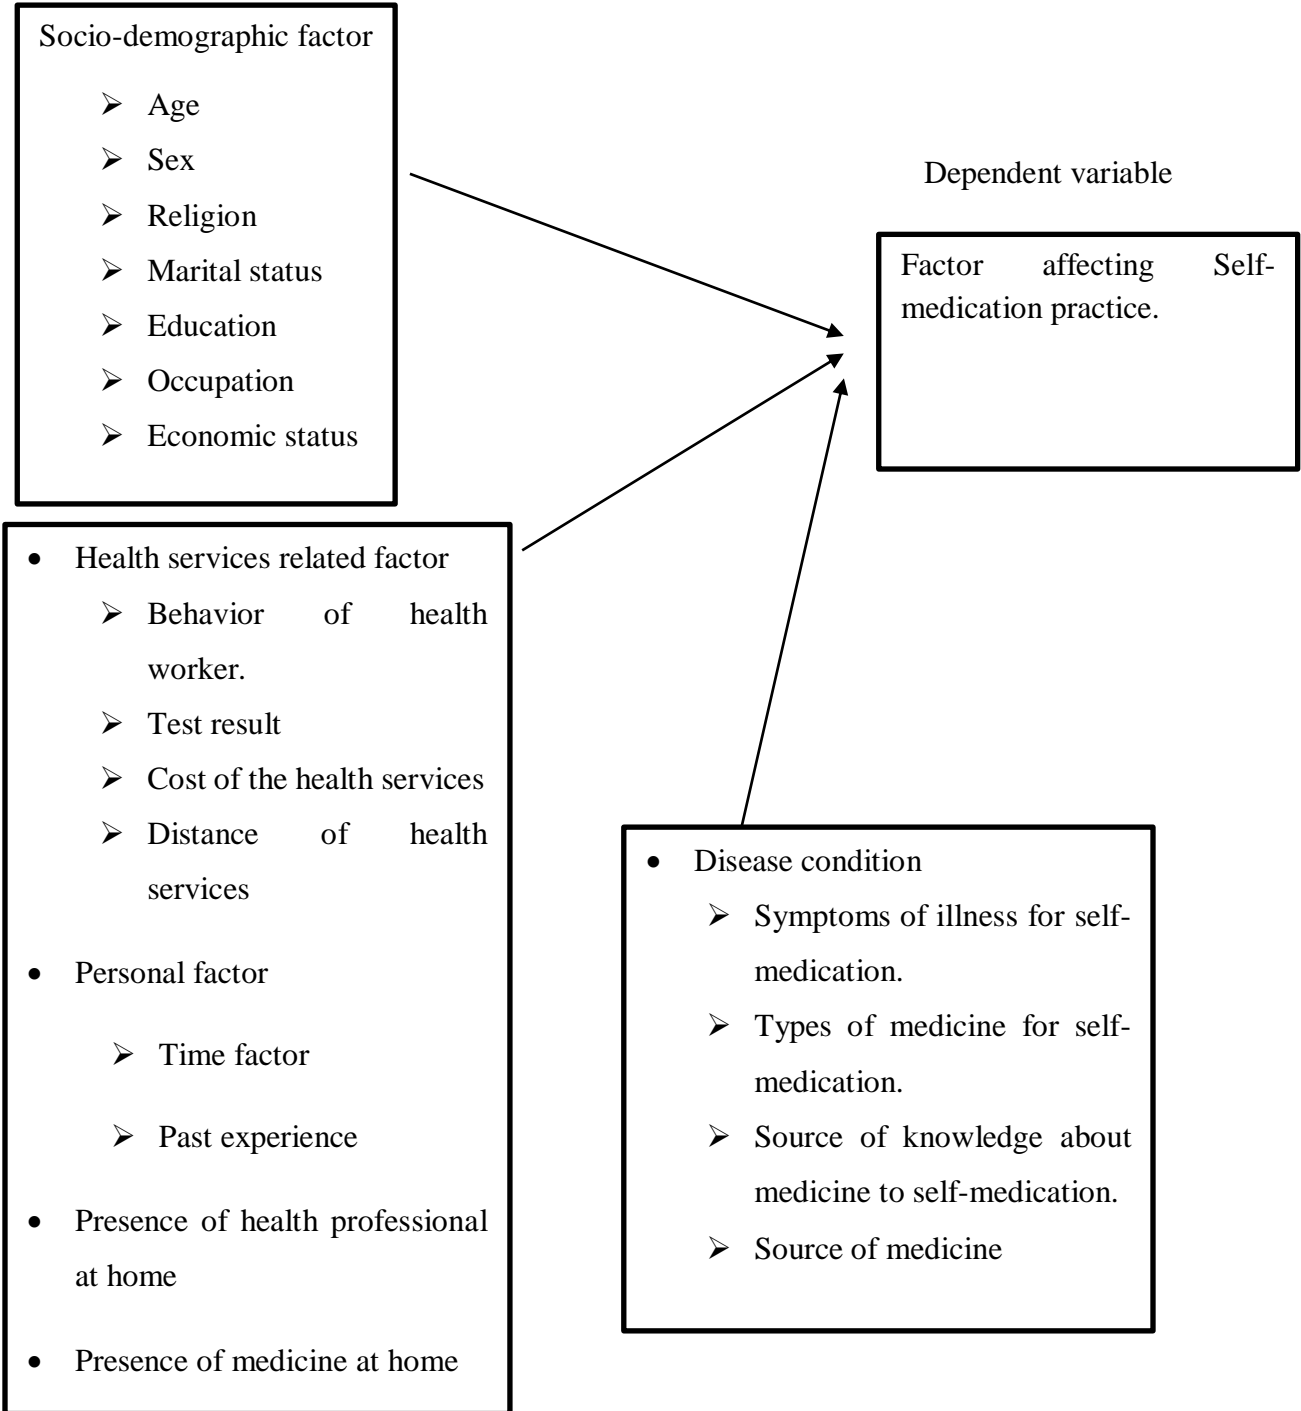 Socio-demographic factor
➢ Age
➢ Sex
➢ Religion
➢ Marital status
➢ Education
➢ Occupation
➢ Economic status
Dependent variable
Factor affecting Self-
medication practice.
• Health services related factor
➢ Behavior of health
worker.
➢ Test result
➢ Cost of the health services
➢ Distance of health
services
• Personal factor
➢ Time factor
➢ Past experience
• Presence of health professional
at home
• Presence of medicine at home
• Disease condition
➢ Symptoms of illness for self-
medication.
➢ Types of medicine for self-
medication.
➢ Source of knowledge about
medicine to self-medication.
➢ Source of medicine